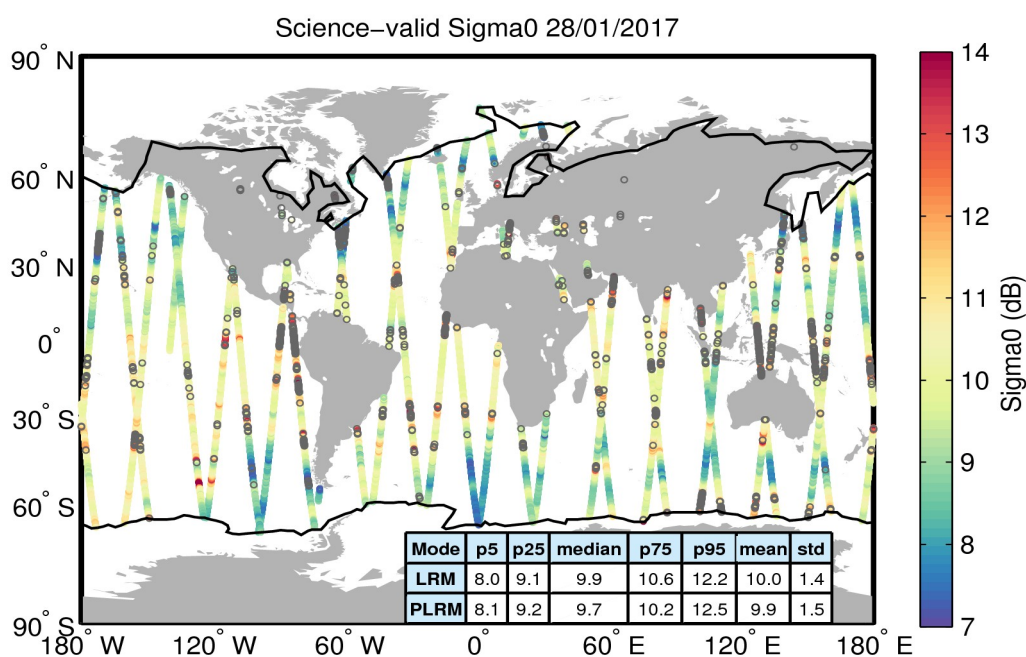 Science−valid Sigma0 28/01/2017
90° N
60° N
30° N
0°
30° S
60° S
90° S
180° W
120° W
60° W
0°
60° E
120° E
180° E
Mode p5 p25 median p75 p95 mean std
LRM 8.0 9.1 9.9 10.6 12.2 10.0 1.4
PLRM 8.1 9.2 9.7 10.2 12.5 9.9 1.5
14
13
12
11
10
9
8
7
Sigma0 (dB)